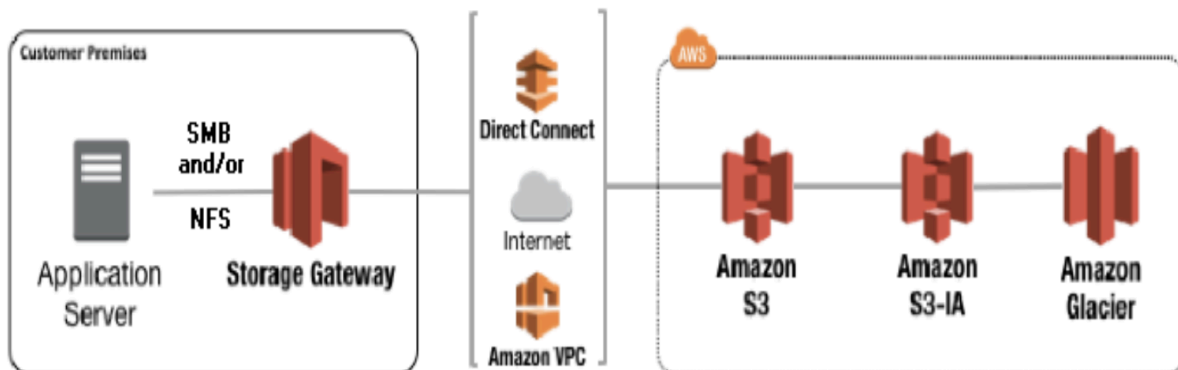 Customer Premises
SMB
and/or
NFS
Application
Server
Storage Gateway
Direct Connect
Internet
Amazon VPC
AWS
Amazon
S3
Amazon
S3-IA
Amazon
Glacier